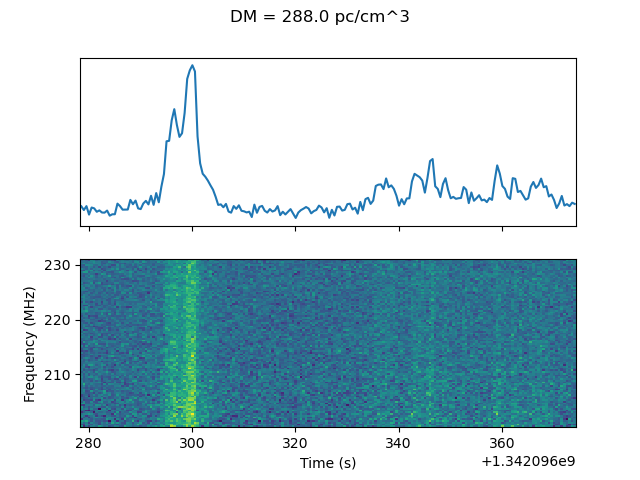 DM = 288.0 pc/cm^3
230
220
210
Frequency (MHz)
280 300 320 340 360
Time (s)
+1.342096e9